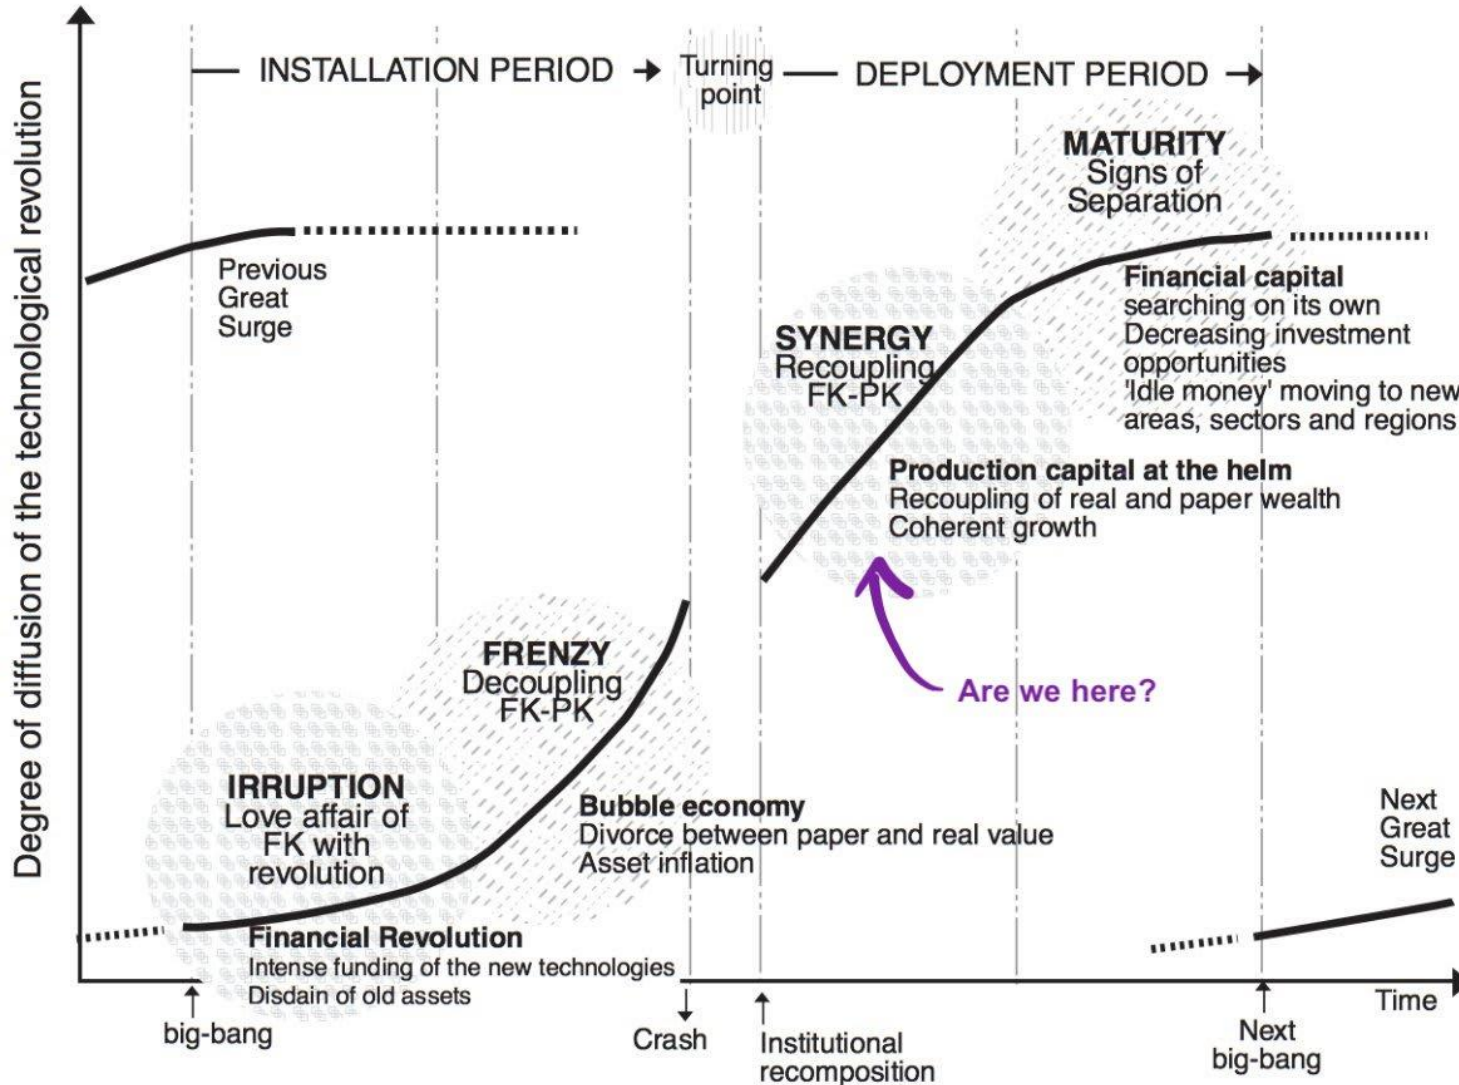 Degree of diffusion of the technological revolution
INSTALLATION PERIOD
Turning
point
DEPLOYMENT PERIOD
Previous
Great
Surge
MATURITY
Signs of
Separation
Financial capital
searching on its own
Decreasing investment
opportunities
'Idle money' moving to new
areas, sectors and regions
SYNERGY
Recoupling
FK-PK
Production capital at the helm
Recoupling of real and paper wealth
Coherent growth
Are we here?
FRENZY
Decoupling
FK-PK
Bubble economy
Divorce between paper and real value
Asset inflation
IRRUPTION
Love affair of
FK with
revolution
Financial Revolution
Intense funding of the new technologies
Disdain of old assets
Next
Great
Surge
Time
big-bang
Crash
Institutional
recomposition
Next
big-bang